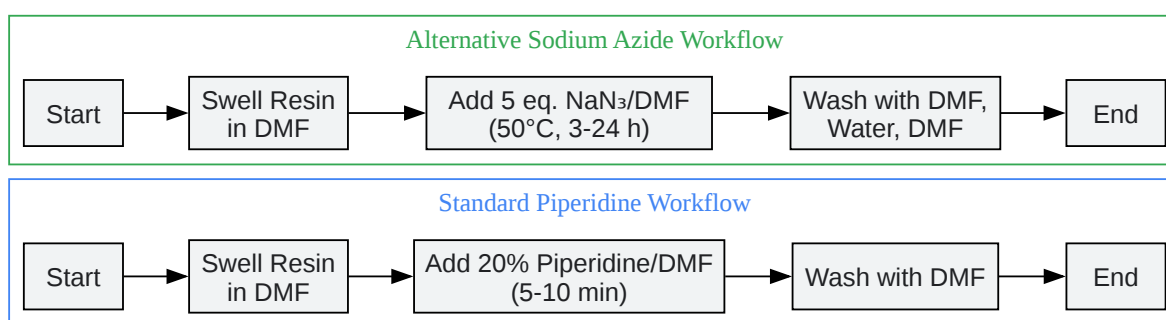 Alternative Sodium Azide Workflow
Start
Swell Resin
in DMF
Add 5 eq. NaN₃/DMF
(50°C, 3-24 h)
Wash with DMF,
Water, DMF
End
Standard Piperidine Workflow
Start
Swell Resin
in DMF
Add 20% Piperidine/DMF
(5-10 min)
Wash with DMF
End